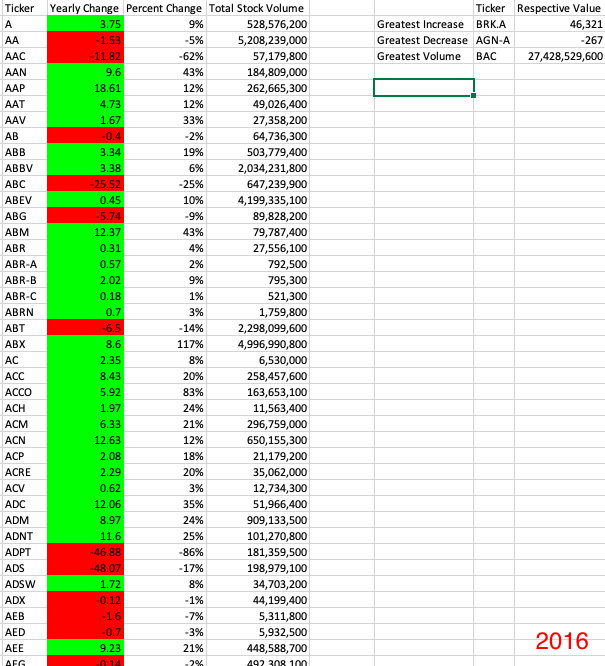 Ticker Yearly Change Percent Change Total Stock Volume Ticker Respective Value
A 3.75 9% 528,576,200 Greatest Increase BRK.A 46,321
AA -1.53 -5% 5,208,239,000 Greatest Decrease AGN-A -267
AAC -11.82 -62% 57,179,800 Greatest Volume BAC 27,428,529,600
AAN 9.6 43% 184,809,000
AAP 18.61 12% 262,665,300
AAT 4.73 12% 49,026,400
AAV 1.67 33% 27,358,200
AB -0.4 -2% 64,736,300
ABB 3.34 19% 503,779,400
ABBV 3.38 6% 2,034,231,800
ABC -25.52 -25% 647,239,900
ABEV 0.45 10% 4,199,335,100
ABG -5.74 -9% 89,828,200
ABM 12.37 43% 79,787,400
ABR 0.31 4% 27,556,100
ABR-A 0.57 2% 792,500
ABR-B 2.02 9% 795,300
ABR-C 0.18 1% 521,300
ABRN 0.7 3% 1,759,800
ABT -6.5 -14% 2,298,099,600
ABX 8.6 117% 4,996,990,800
AC 2.35 8% 6,530,000
ACC 8.43 20% 258,457,600
ACCO 5.92 83% 163,653,100
ACH 1.97 24% 11,563,400
ACM 6.33 21% 296,759,000
ACN 12.63 12% 650,155,300
ACP 2.08 18% 21,179,200
ACRE 2.29 20% 35,062,000
ACV 0.62 3% 12,734,300
ADC 12.06 35% 51,966,400
ADM 8.97 24% 909,133,500
ADNT 11.6 25% 101,270,800
ADPT -46.88 -86% 181,359,500
ADS -48.07 -17% 198,979,100
ADSW 1.72 8% 34,703,200
ADX -0.12 -1% 44,199,400
AEB -1.6 -7% 5,311,800
AED -0.7 -3% 5,932,500
AEE 9.23 21% 448,588,700
AEG -0.14 -2% 492,308,100
2016